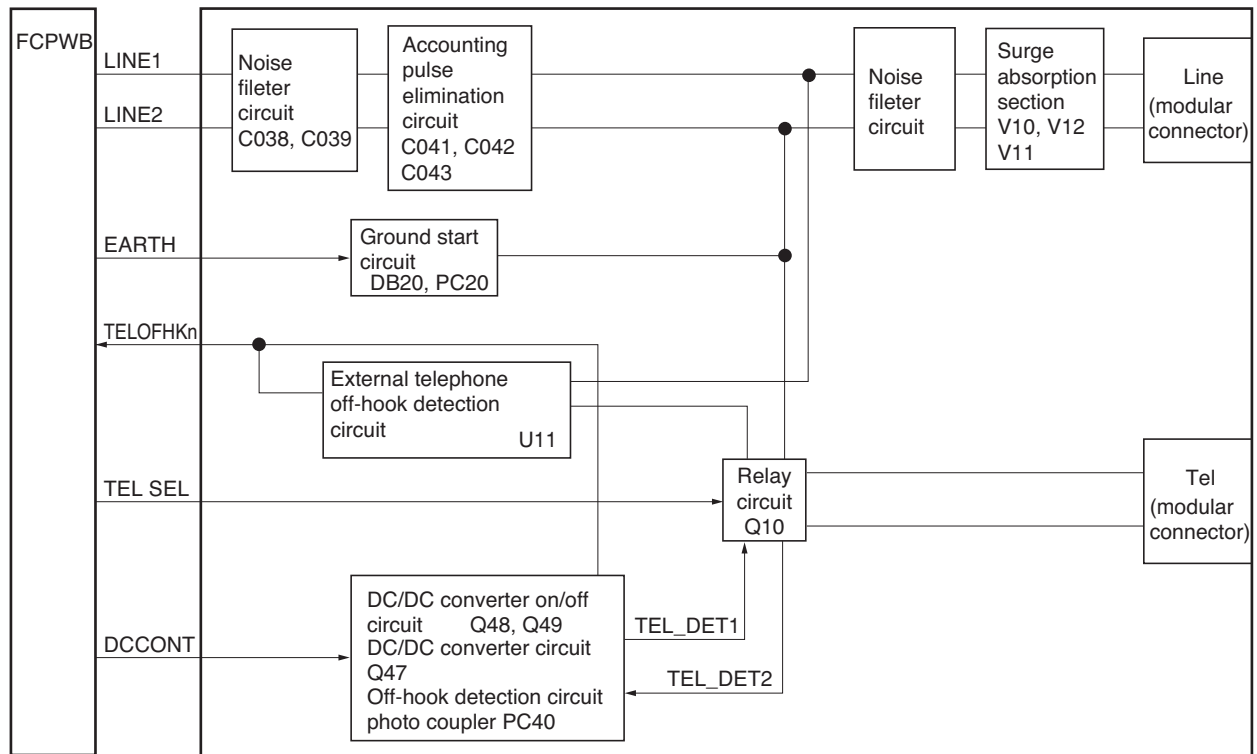 FCPWB
LINE1
LINE2
Noise
fileter
circuit
C038, C039
Accounting
pulse
elimination
circuit
C041, C042
C043
Noise
fileter
circuit
Surge
absorption
section
V10, V12
V11
Line
(modular
connector)
EARTH
Ground start
circuit
DB20, PC20
TELOFHKn
External telephone
off-hook detection
circuit
U11
TEL SEL
Relay
circuit
Q10
Tel
(modular
connector)
DCCONT
DC/DC converter on/off
circuit Q48, Q49
DC/DC converter circuit
Q47
Off-hook detection circuit
photo coupler PC40
TEL_DET1
TEL_DET2